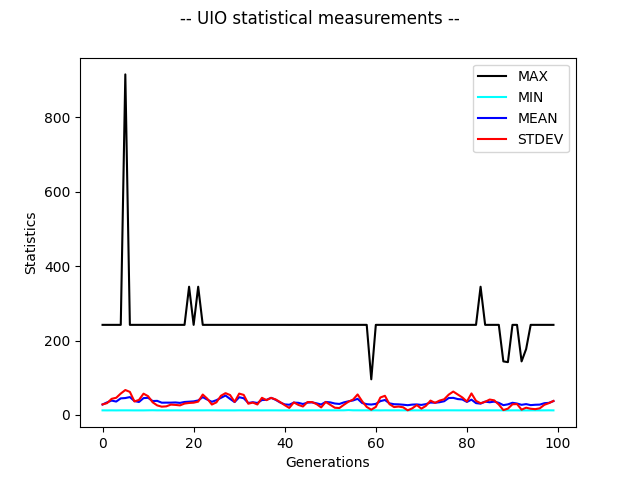 -- UIO statistical measurements --
MAX
MIN
MEAN
STDEV
Statistics
800
600
400
200
0
0 20 40 60 80 100
Generations